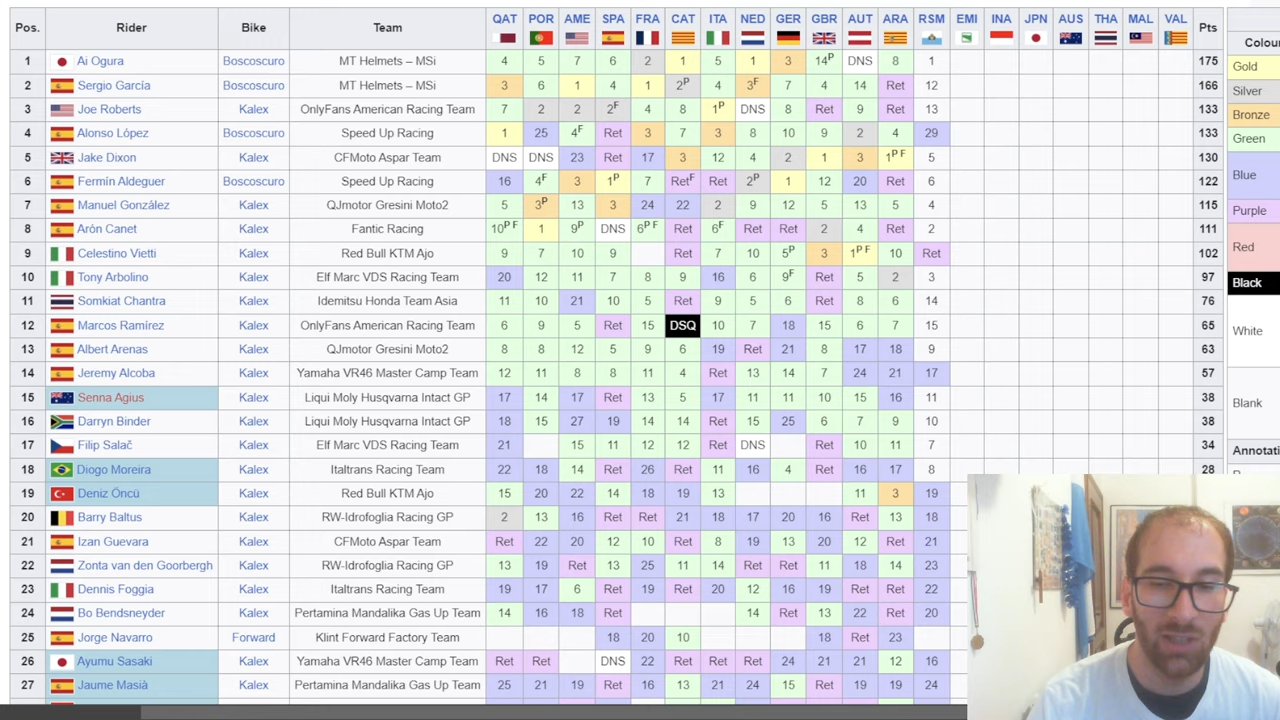 Pos. Rider Bike Team QAT POR AME SPA FRA CAT ITA NED GER GBR AUT ARA RSM EMI INA JPN AUS THA MAL VAL Pts
1 Ai Ogura Boscoscuro MT Helmets – MSi 4 5 7 6 2 1 5 1 3 14P DNS 8 1 175
2 Sergio García Boscoscuro MT Helmets – MSi 3 6 1 4 1 2P 4 3F 7 4 14 Ret 12 166
3 Joe Roberts Kalex OnlyFans American Racing Team 7 2 2 2F 4 8 1P DNS 8 Ret 9 Ret 13 133
4 Alonso López Boscoscuro Speed Up Racing 1 25 4F Ret 3 7 3 8 10 9 2 4 29 133
5 Jake Dixon Kalex CFMoto Aspar Team DNS DNS 23 Ret 17 3 12 4 2 1 3 1P F 5 130
6 Fermín Aldeguer Boscoscuro Speed Up Racing 16 4F 3 1P 7 RetF Ret 2P 1 12 20 Ret 6 122
7 Manuel González Kalex QJmotor Gresini Moto2 5 3P 13 3 24 22 2 9 12 5 13 5 4 115
8 Arón Canet Kalex Fantic Racing 10P F 1 9P DNS 6P F Ret 6F Ret Ret 2 4 Ret 2 111
9 Celestino Vietti Kalex Red Bull KTM Ajo 9 7 10 9 Ret 7 10 5P 3 1P F 10 Ret 102
10 Tony Arbolino Kalex Elf Marc VDS Racing Team 20 12 11 7 8 9 16 6 9F Ret 5 2 3 97
11 Somkiat Chantra Kalex Idemitsu Honda Team Asia 11 10 21 10 5 Ret 9 5 6 Ret 8 6 14 76
12 Marcos Ramírez Kalex OnlyFans American Racing Team 6 9 5 Ret 15 DSQ 10 7 18 15 6 7 15 65
13 Albert Arenas Kalex QJmotor Gresini Moto2 8 12 5 9 6 19 Ret 21 8 17 18 9 63
14 Jeremy Alcoba Kalex Yamaha VR46 Master Camp Team 12 11 8 8 11 4 Ret 13 14 7 24 21 17 57
15 Senna Agius Kalex Liqui Moly Husqvarna Intact GP 17 14 17 Ret 13 5 17 11 11 10 15 16 11 38
16 Darryn Binder Kalex Liqui Moly Husqvarna Intact GP 18 15 27 19 14 14 Ret 15 25 6 7 9 10 38
17 Filip Salač Kalex Elf Marc VDS Racing Team 21 15 11 12 12 Ret DNS Ret 10 11 7 34
18 Diogo Moreira Kalex Italtrans Racing Team 22 18 14 Ret 26 Ret 11 16 4 Ret 16 17 8 28
19 Deniz Öncü Kalex Red Bull KTM Ajo 15 20 22 14 18 19 13 11 3 19
20 Barry Baltus Kalex RW-Idrofoglia Racing GP 2 13 16 Ret Ret 21 18 17 20 16 Ret 13 18
21 Izan Guevara Kalex CFMoto Aspar Team Ret 22 20 12 10 Ret 8 19 13 20 12 Ret 21
22 Zonta van den Goorbergh Kalex RW-Idrofoglia Racing GP 13 19 Ret 13 25 11 14 Ret Ret 11 18 14 23
23 Dennis Foggia Kalex Italtrans Racing Team 19 17 6 Ret 19 Ret 20 12 16 19 Ret Ret 22
24 Bo Bendsneyder Kalex Pertamina Mandalika Gas Up Team 14 16 18 Ret 14 Ret 13 22 Ret 20
25 Jorge Navarro Forward Klint Forward Factory Team 18 20 10 18 Ret 23
26 Ayumu Sasaki Kalex Yamaha VR46 Master Camp Team Ret Ret DNS 22 Ret Ret Ret 24 21 21 12 16
27 Jaume Masià Kalex Pertamina Mandalika Gas Up Team 25 21 19 Ret 16 13 21 24 15 Ret 19 19 24
Colou
Gold
Silver
Bronze
Green
Blue
Purple
Red
Black
White
Blank
Annotati